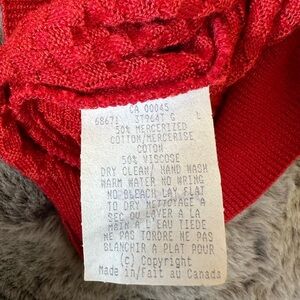 CA 00045
68671 37964T G L
50% MERCERIZED
COTTON/MERCERISE
COTON
50% VISCOSE
DRY CLEAN/ HAND WASH
WARM WATER NO WRING
NO BLEACH LAY FLAT
TO DRY NETTOYAGE A
SEC OU LAVER A LA
MAIN A L'EAU TIEDE
NE PAS TORDRE NE PAS
BLANCHIR A PLAT POUR
(c) Copyright
Made in/Fait au Canada